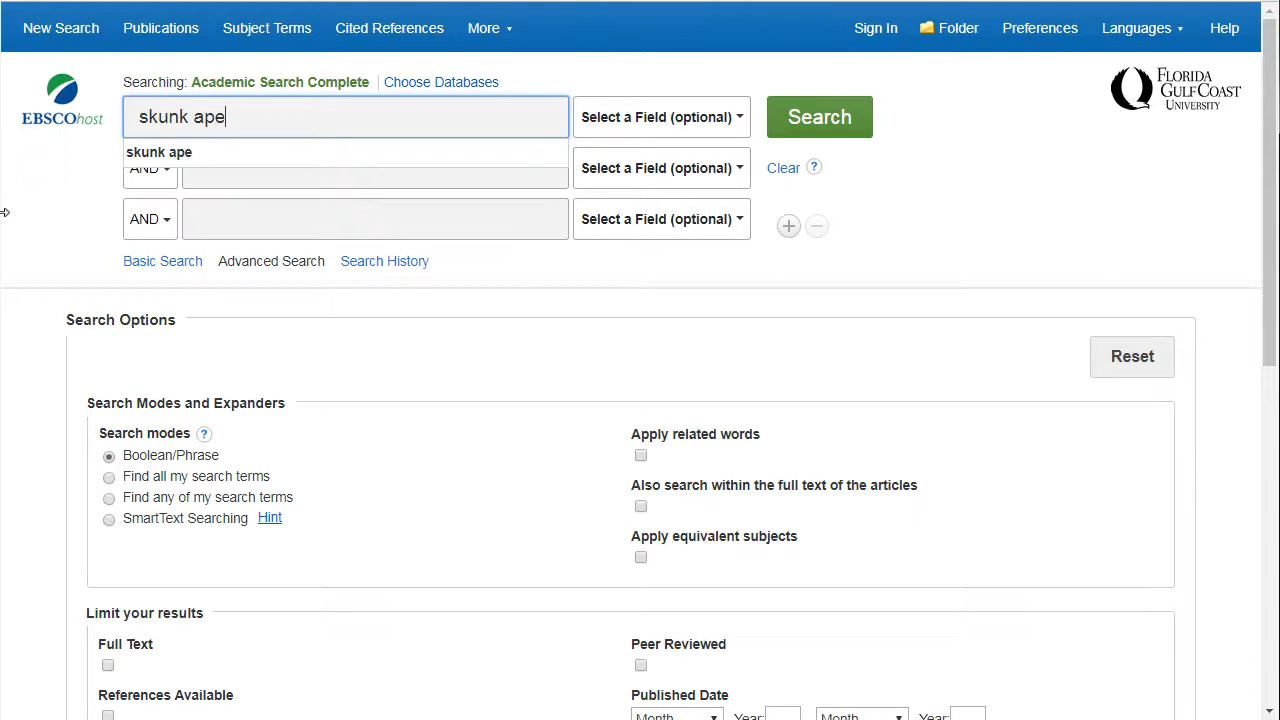 New Search Publications Subject Terms Cited References More Sign In Folder Preferences Languages Help
Searching: Academic Search Complete Choose Databases
EBSCOhost
skunk ape
Select a Field (optional)
Search
FLORIDA
GULF COAST
UNIVERSITY
skunk ape
AND
Select a Field (optional)
Clear ?
AND
Select a Field (optional)
Basic Search Advanced Search Search History
Search Options
Reset
Search Modes and Expanders
Search modes ?
Boolean/Phrase
Find all my search terms
Find any of my search terms
SmartText Searching Hint
Apply related words
Also search within the full text of the articles
Apply equivalent subjects
Limit your results
Full Text
Peer Reviewed
References Available
Published Date
Month Year: Month Year: